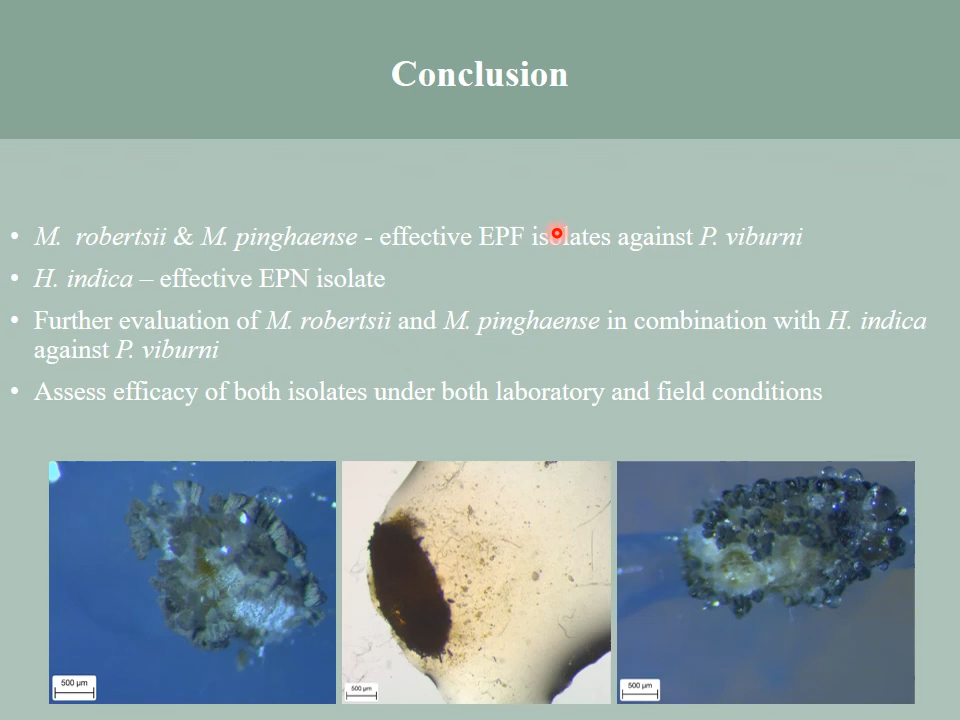 Conclusion
• M. robertsii & M. pinghaense - effective EPF isolates against P. viburni
• H. indica – effective EPN isolate
• Further evaluation of M. robertsii and M. pinghaense in combination with H. indica
against P. viburni
• Assess efficacy of both isolates under both laboratory and field conditions
500 µm
500 µm
500 µm